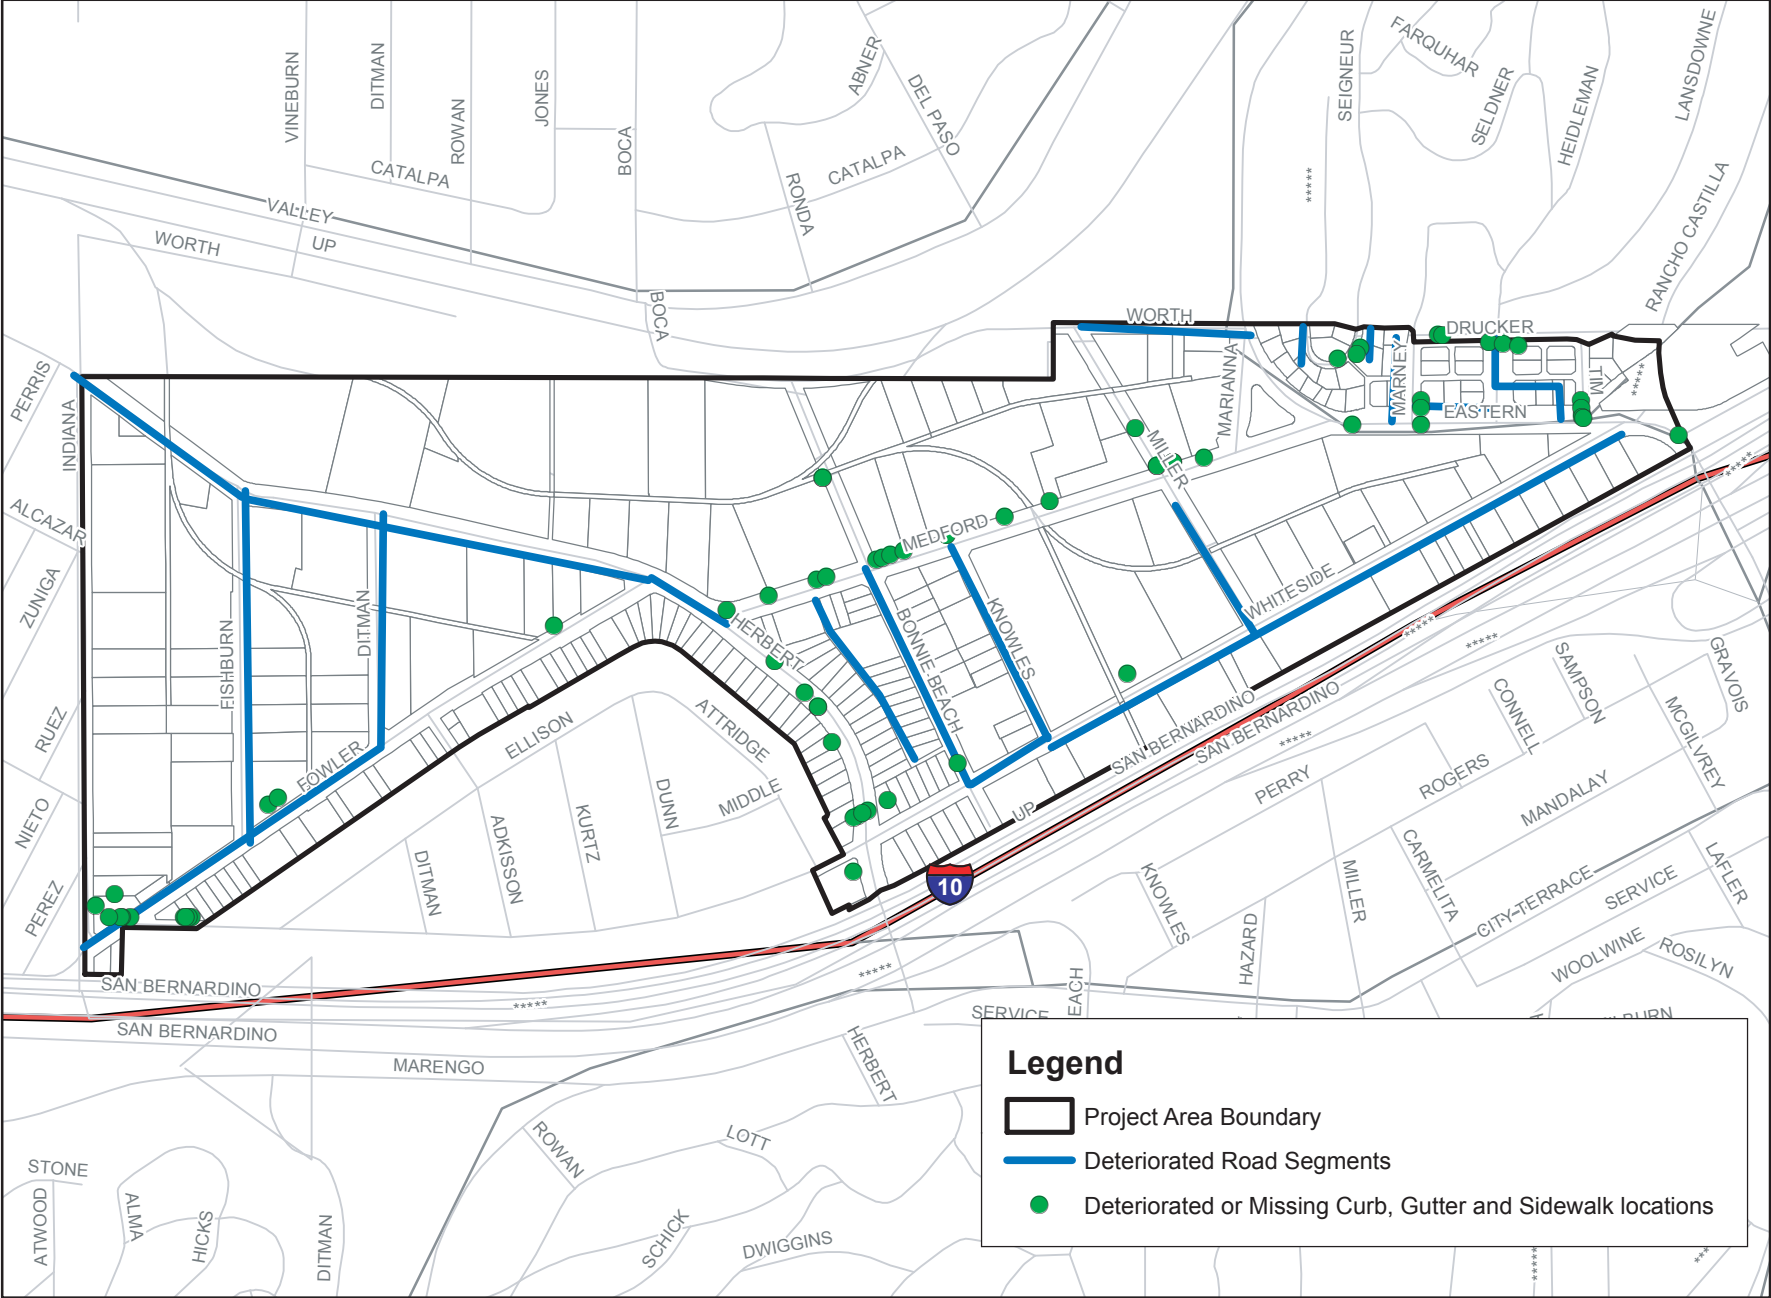 FARQUHAR
LANSDOWNE
SEIGNEUR
ABNER
DITMAN
VINEBURN
JONES
ROWAN
SELDNER
HEIDLEMAN
DEL PASO
BOCA
CATALPA
CATALPA
*****
RONDA
VALLEY
RANCHO CASTILLA
WORTH
UP
BOCA
WORTH
DRUCKER
PERRIS
MARNEY
MARIANNA
TIM
*****
INDIANA
EASTERN
MILLER
*****
ALCAZAR
MEDFORD
ZUNIGA
WHITESIDE
DITMAN
FISHBURN
KNOWLES
BONNIE BEACH
HERBERT
*****
*****
SAMPSON
GRAVOIS
RUEZ
ATTRIDGE
ELLISON
CONNELL
MCGILVREY
SAN BERNARDINO
SAN BERNARDINO
*****
FOWLER
PERRY
ROGERS
MANDALAY
NIETO
DUNN
MIDDLE
UP
KURTZ
ADKISSON
DITMAN
10
KNOWLES
MILLER
CARMELITA
LAFLER
CITY TERRACE
SERVICE
PEREZ
HAZARD
WOOLWINE
ROSILYN
SAN BERNARDINO
*****
*****
EACH
SERVICE
SAN BERNARDINO
MARENGO
HERBERT
Legend
Project Area Boundary
Deteriorated Road Segments
Deteriorated or Missing Curb, Gutter and Sidewalk locations
ROWAN
LOTT
STONE
ATWOOD
ALMA
HICKS
DITMAN
SCHICK
DWIGGINS
*****